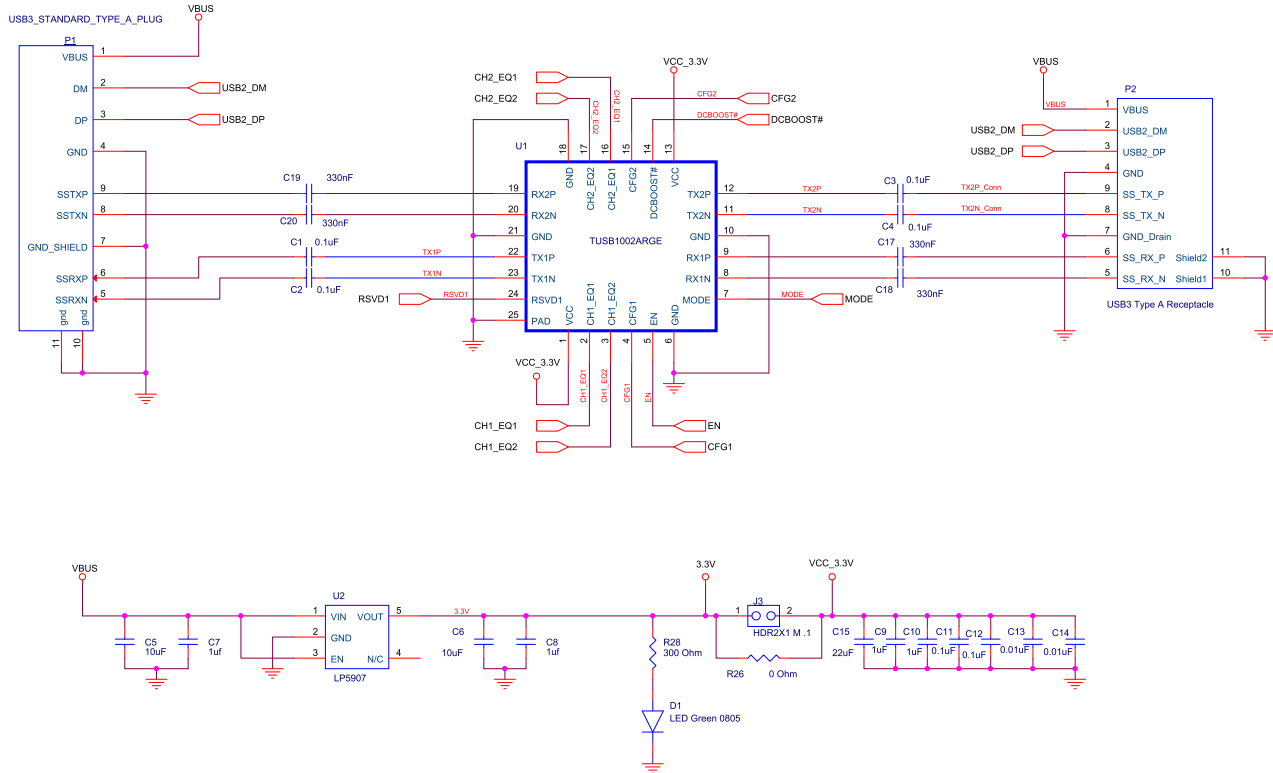 USB3_STANDARD_TYPE_A_PLUG
VBUS
P1
VBUS 1
DM 2 USB2_DM
DP 3 USB2_DP
GND 4
SSTXP 9
SSTXN 8
GND_SHIELD 7
SSRXP 6
SSRXN 5
gnd gnd
11 10
C19 330nF
C20 330nF
C1 0.1uF
C2 0.1uF
TX1P
TX1N
RSVD1 RSVD1
CH2_EQ1
CH2_EQ2
CH2_EQ2
CH2_EQ1
VCC_3.3V
CFG2 CFG2
DCBOOST# DCBOOST#
U1
18 17 16 15 14 13
GND CH2_EQ2 CH2_EQ1 CFG2 DCBOOST# VCC
19 RX2P TX2P 12
20 RX2N TX2N 11
21 GND GND 10
TUSB1002ARGE
22 TX1P RX1P 9
23 TX1N RX1N 8
24 RSVD1 MODE 7
25 PAD
VCC CH1_EQ1 CH1_EQ2 CFG1 EN GND
1 2 3 4 5 6
VCC_3.3V
CH1_EQ1 CH1_EQ2 CFG1 EN
CH1_EQ1 EN
CH1_EQ2 CFG1
TX2P C3 0.1uF TX2P_Conn
TX2N C4 0.1uF TX2N_Conn
C17 330nF
C18 330nF
MODE MODE
VBUS
P2
VBUS 1 VBUS
USB2_DM 2 USB2_DM
USB2_DP 3 USB2_DP
4 GND
9 SS_TX_P
8 SS_TX_N
7 GND_Drain
6 SS_RX_P Shield2 11
5 SS_RX_N Shield1 10
USB3 Type A Receptacle
VBUS
C5
10uF
C7
1uf
U2
1 VIN VOUT 5
2 GND
3 EN N/C 4
LP5907
3.3V
C6
10uF
C8
1uf
R28
300 Ohm
D1
LED Green 0805
3.3V
J3
1 2
HDR2X1 M .1
R26 0 Ohm
VCC_3.3V
C15
22uF
C9
1uF
C10
1uF
C11
0.1uF
C12
0.1uF
C13
0.01uF
C14
0.01uF